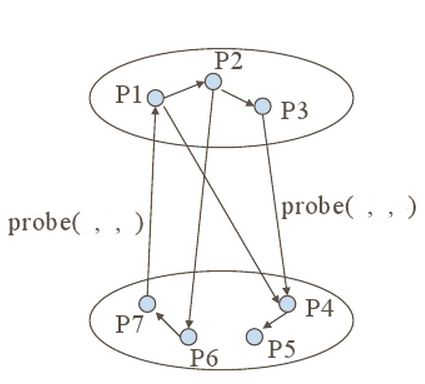 P2
P1
P3
probe( , , )
probe( , , )
P4
P7
P5
P6